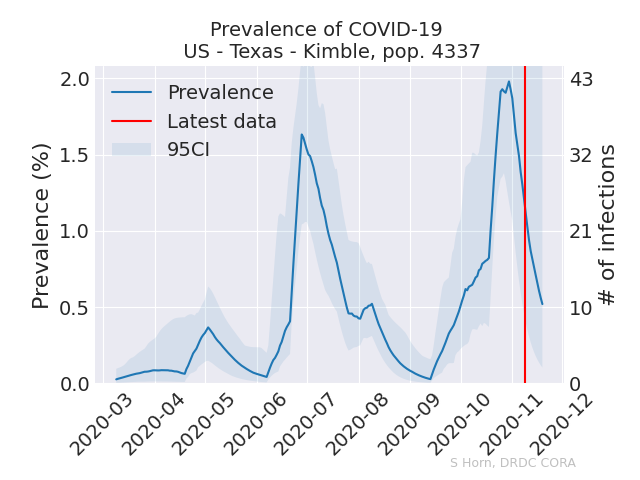 Prevalence of COVID-19
US - Texas - Kimble, pop. 4337
Prevalence (%)
2.0
1.5
1.0
0.5
0.0
Prevalence
Latest data
95CI
43
32
21
10
0
# of infections
2020-03
2020-04
2020-05
2020-06
2020-07
2020-08
2020-09
2020-10
2020-11
2020-12
S Horn, DRDC CORA